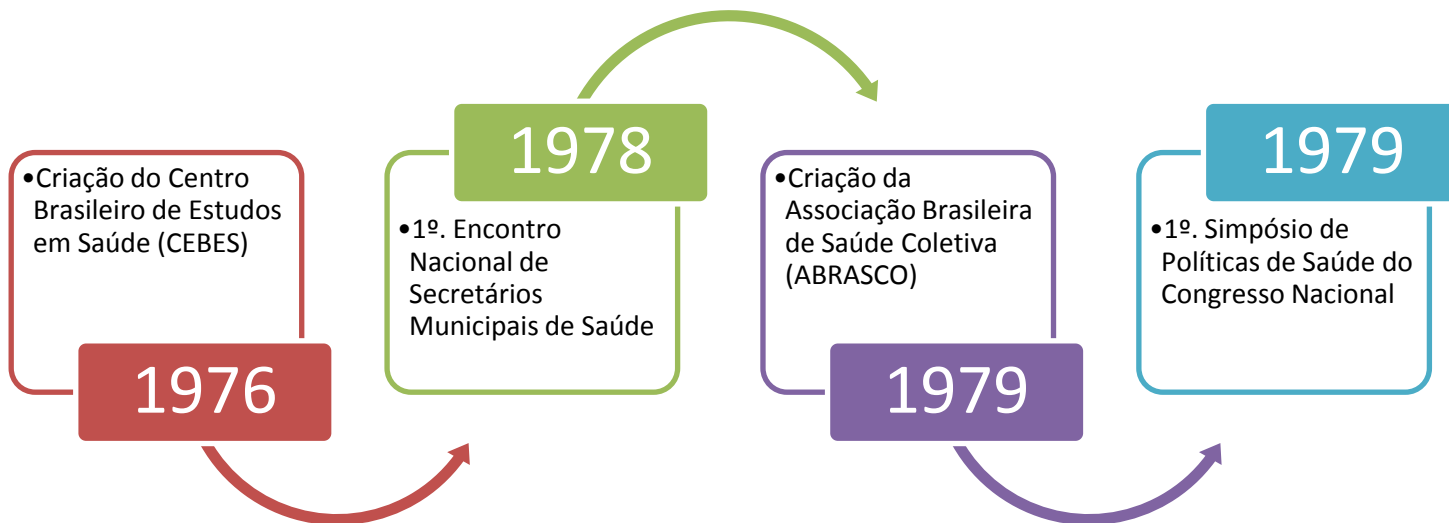 •Criação do Centro
Brasileiro de Estudos
em Saúde (CEBES)
1976
1978
•1º. Encontro
Nacional de
Secretários
Municipais de Saúde
•Criação da
Associação Brasileira
de Saúde Coletiva
(ABRASCO)
1979
1979
•1º. Simpósio de
Políticas de Saúde do
Congresso Nacional